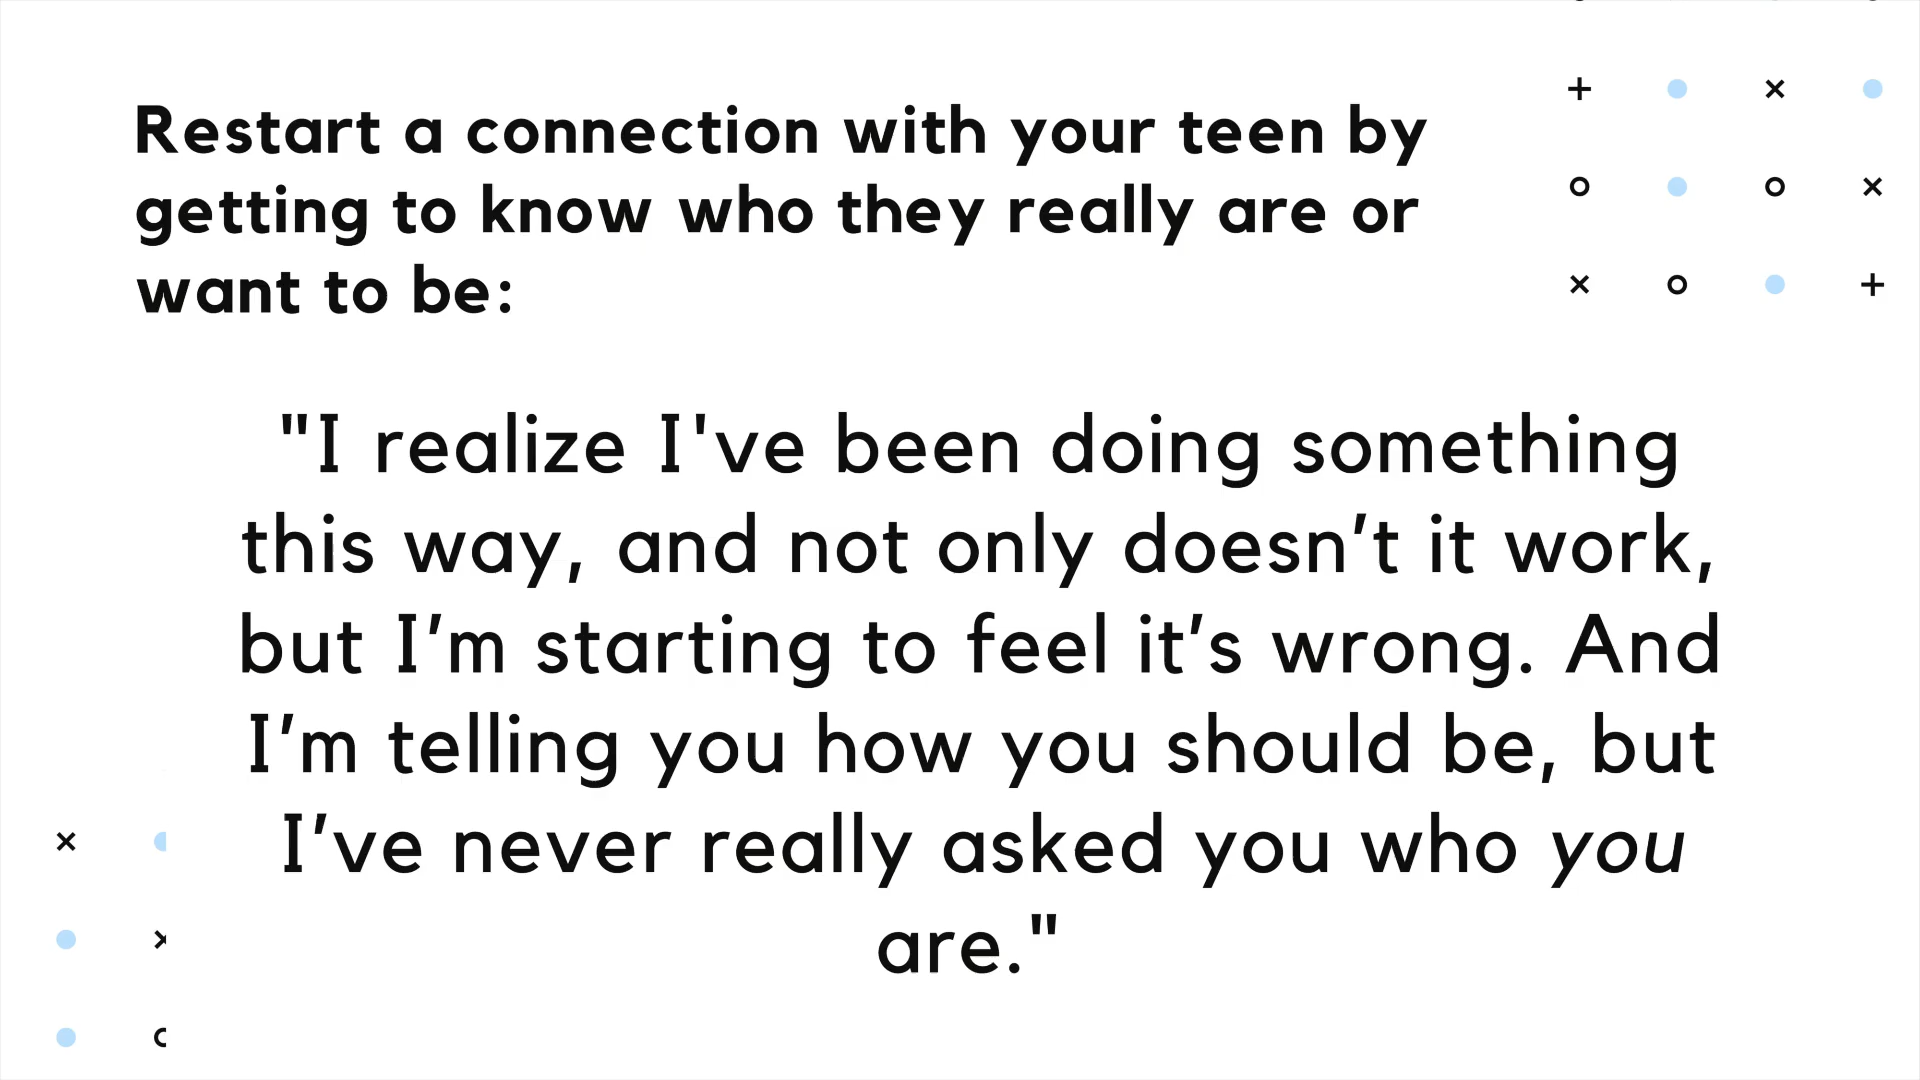 Restart a connection with your teen by
getting to know who they really are or
want to be:
"I realize I've been doing something
this way, and not only doesn’t it work,
but I’m starting to feel it’s wrong. And
I’m telling you how you should be, but
I’ve never really asked you who you
are."